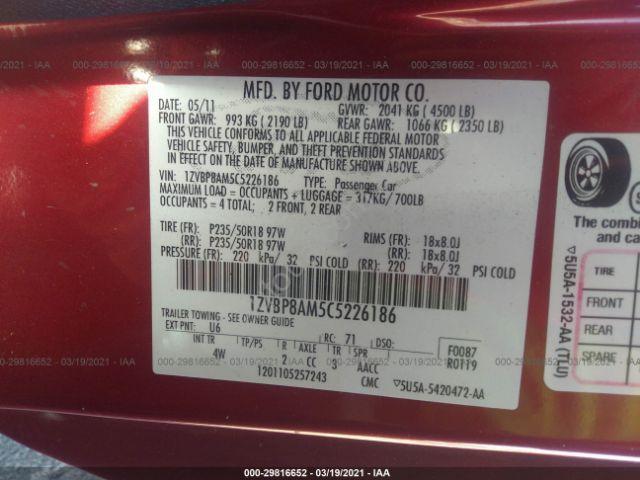 000-29816652 / 03/19/2021 - IAA
MFD. BY FORD MOTOR CO.
DATE: 05/11 GVWR: 2041 KG ( 4500 LB)
FRONT GAWR: 993 KG ( 2190 LB) REAR GAWR: 1066 KG ( 2350 LB)
THIS VEHICLE CONFORMS TO ALL APPLICABLE FEDERAL MOTOR
VEHICLE SAFETY, BUMPER, AND THEFT PREVENTION STANDARDS
IN EFFECT ON THE DATE OF MANUFACTURE SHOWN ABOVE.
VIN: 1ZVBP8AM5C5226186 TYPE: Passenger Car
MAXIMUM LOAD = OCCUPANTS + LUGGAGE = 317KG/ 700LB
OCCUPANTS = 4 TOTAL; 2 FRONT, 2 REAR
TIRE (FR): P235/50R18 97W RIMS (FR): 18x8.0J
(RR): P235/50R18 97W (RR): 18x8.0J
PRESSURE (FR): 220 kPa/ 32 PSI COLD (RR): 220 kPa/ 32 PSI COLD
1ZVBP8AM5C5226186
TRAILER TOWING - SEE OWNER GUIDE
EXT PNT: U6 RC: 71 DSO:
INT TR TP/PS R AXLE TR SPR F0087
4W 2 CC 3 AACC R0119
1201105257243 CMC 5U5A-5420472-AA
The combi
and ca
TIRE
FRONT
REAR
SPARE
5U5A-1532-AA (TLU)
000-29816652 / 03/19/2021 - IAA